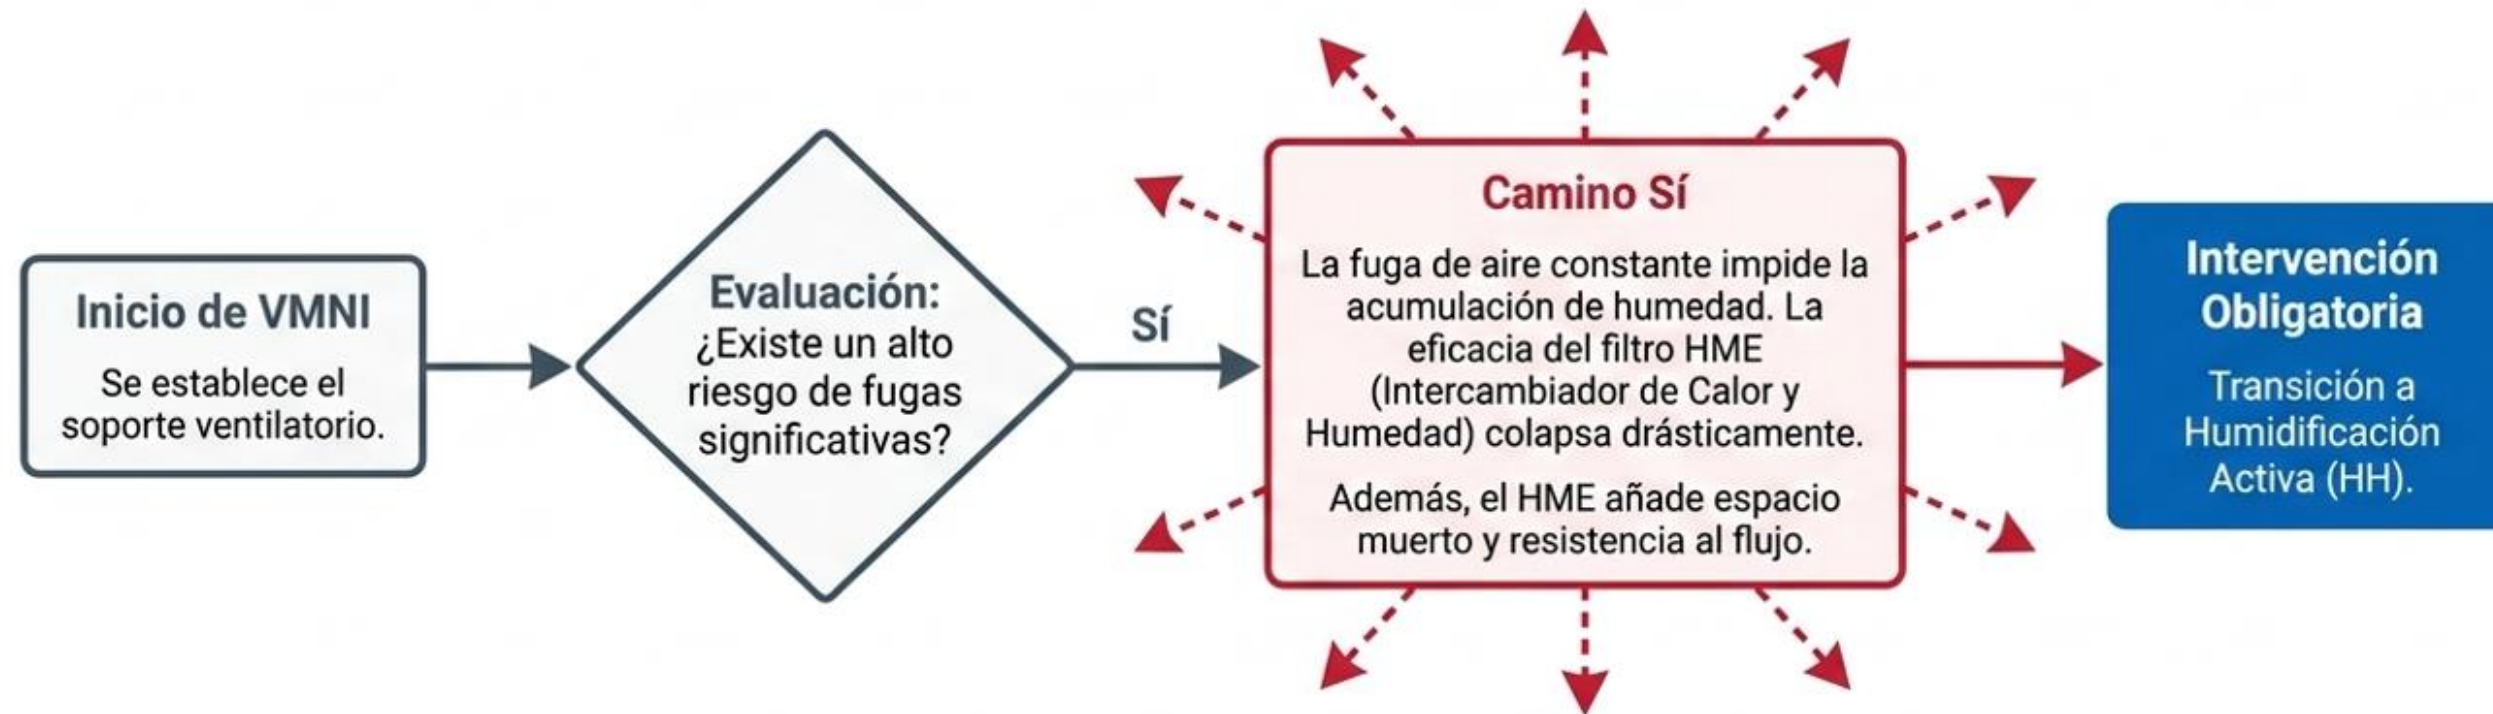 Inicio de VMNI
Se establece el
soporte ventilatorio.
Evaluación:
¿Existe un alto
riesgo de fugas
significativas?
Sí
Camino Sí
La fuga de aire constante impide la
acumulación de humedad. La
eficacia del filtro HME
(Intercambiador de Calor y
Humedad) colapsa drásticamente.
Además, el HME añade espacio
muerto y resistencia al flujo.
Intervención
Obligatoria
Transición a
Humidificación
Activa (HH).